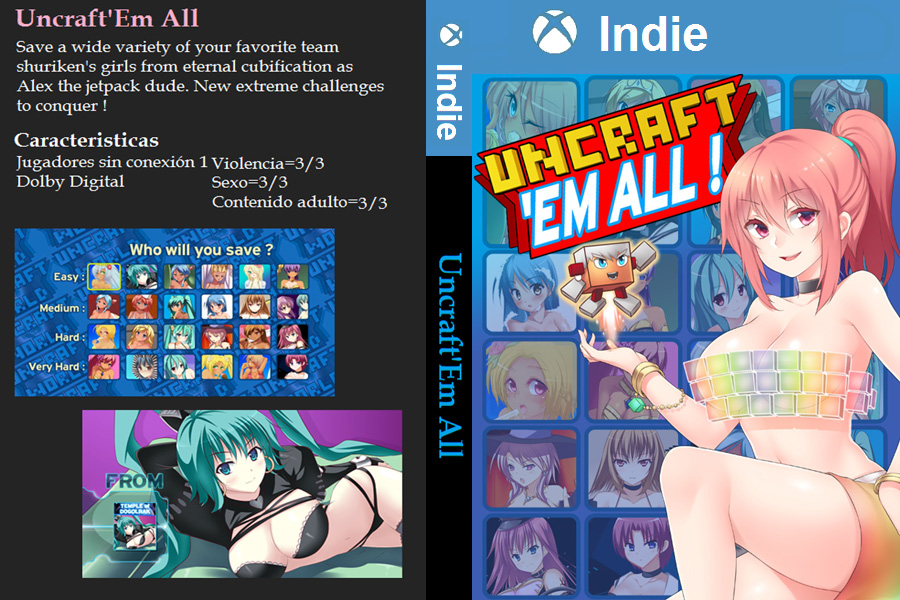 Uncraft'Em All
Save a wide variety of your favorite team
shuriken's girls from eternal cubification as
Alex the jetpack dude. New extreme challenges
to conquer !
Caracteristicas
Jugadores sin conexión 1
Dolby Digital
Violencia=3/3
Sexo=3/3
Contenido adulto=3/3
Who will you save ?
Easy :
Medium :
Hard :
Very Hard :
FROM
TEMPLE of
DOGOLRAK
Indie
Uncraft'Em All
Indie
UNCRAFT
'EM ALL !